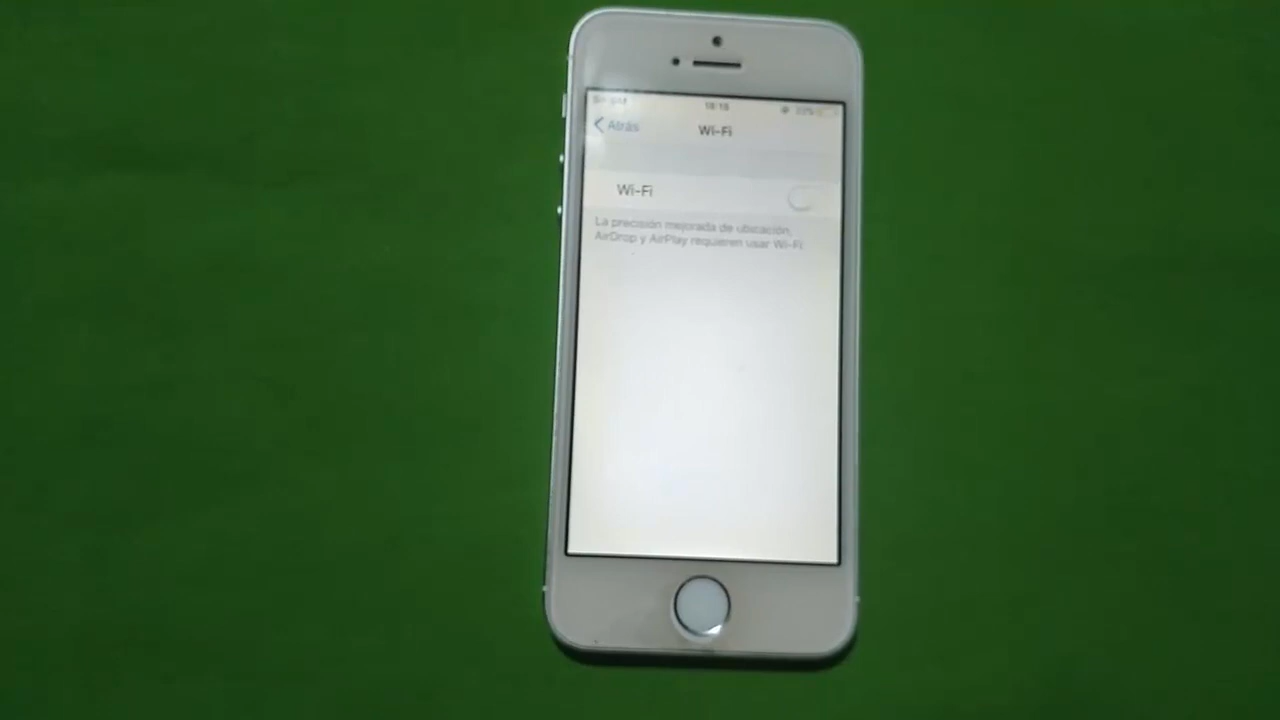 Atrás
Wi-Fi
Wi-Fi
La precisión mejorada de ubicación,
AirDrop y AirPlay requieren usar Wi-Fi.